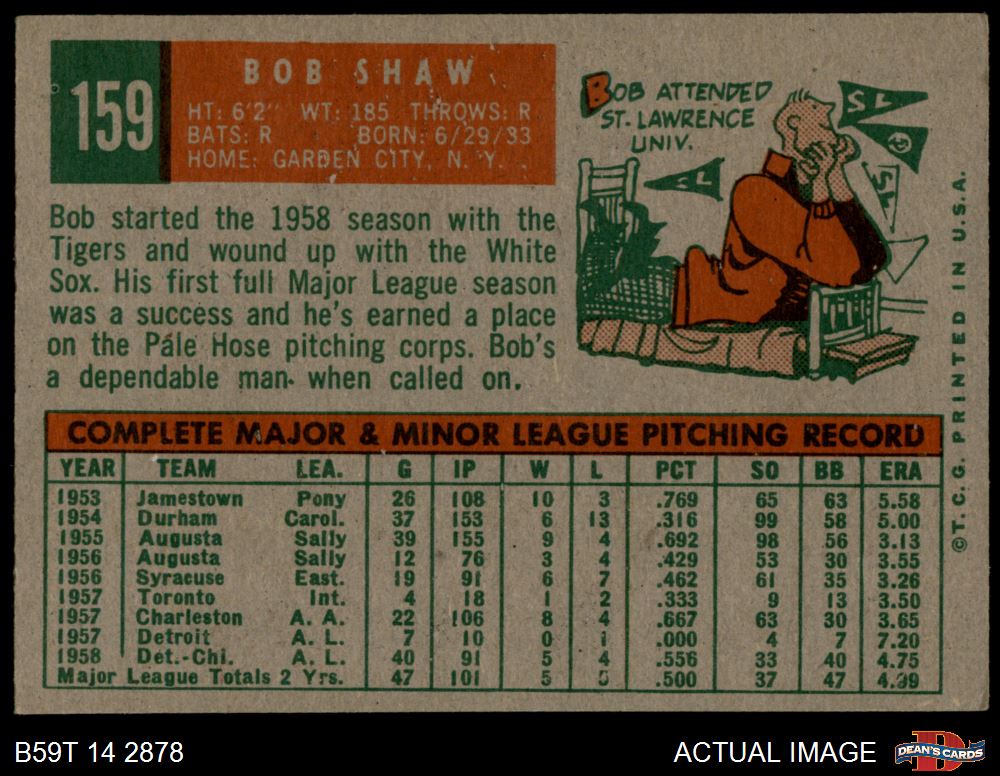 159
BOB SHAW
HT: 6'2" WT: 185 THROWS: R
BATS: R BORN: 6/29/33
HOME: GARDEN CITY, N. Y.
BOB ATTENDED
ST. LAWRENCE
UNIV.
SL
SL
SL
Bob started the 1958 season with the
Tigers and wound up with the White
Sox. His first full Major League season
was a success and he's earned a place
on the Pale Hose pitching corps. Bob's
a dependable man when called on.
COMPLETE MAJOR & MINOR LEAGUE PITCHING RECORD
YEAR TEAM LEA. G IP W L PCT SO BB ERA
1953 Jamestown Pony 26 108 10 3 .769 65 63 5.58
1954 Durham Carol. 37 153 6 13 .316 99 58 5.00
1955 Augusta Sally 39 155 9 4 .692 98 56 3.13
1956 Augusta Sally 12 76 3 4 .429 53 30 3.55
1956 Syracuse East. 19 91 6 7 .462 61 35 3.26
1957 Toronto Int. 4 18 1 2 .333 9 13 3.50
1957 Charleston A. A. 22 106 8 4 .667 63 30 3.65
1957 Detroit A. L. 7 10 0 1 .000 4 7 7.20
1958 Det.-Chi. A. L. 40 91 5 4 .556 33 40 4.75
Major League Totals 2 Yrs. 47 101 5 5 .500 37 47 4.99
©T. C. G. PRINTED IN U.S.A.
B59T 14 2878
ACTUAL IMAGE
DEAN'S CARDS